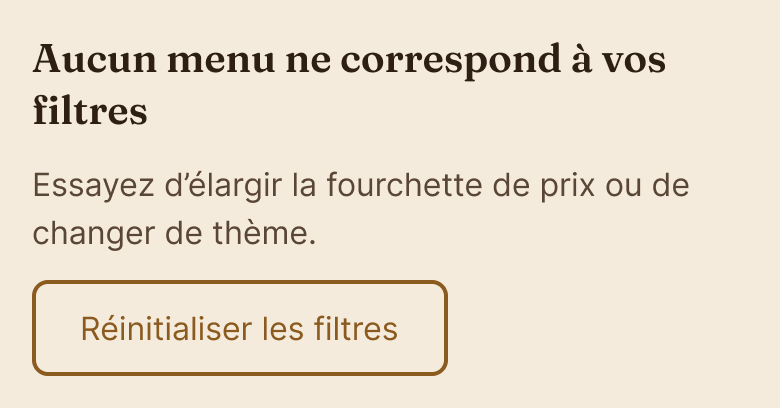 Aucun menu ne correspond à vos
filtres
Essayez d’élargir la fourchette de prix ou de
changer de thème.
Réinitialiser les filtres